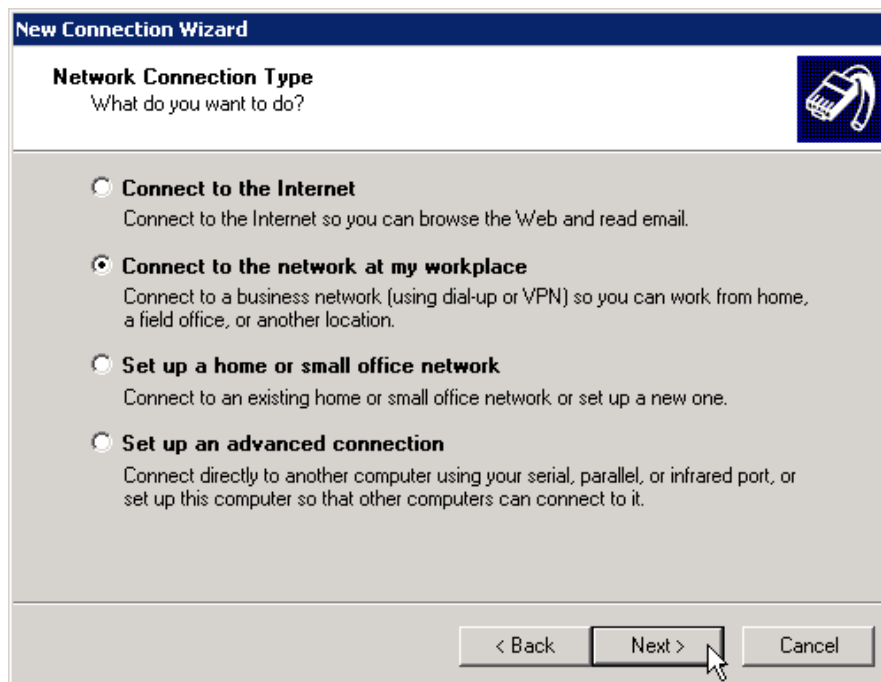 New Connection Wizard
Network Connection Type
What do you want to do?
Connect to the Internet
Connect to the Internet so you can browse the Web and read email.
Connect to the network at my workplace
Connect to a business network (using dial-up or VPN) so you can work from home,
a field office, or another location.
Set up a home or small office network
Connect to an existing home or small office network or set up a new one.
Set up an advanced connection
Connect directly to another computer using your serial, parallel, or infrared port, or
set up this computer so that other computers can connect to it.
< Back Next > Cancel